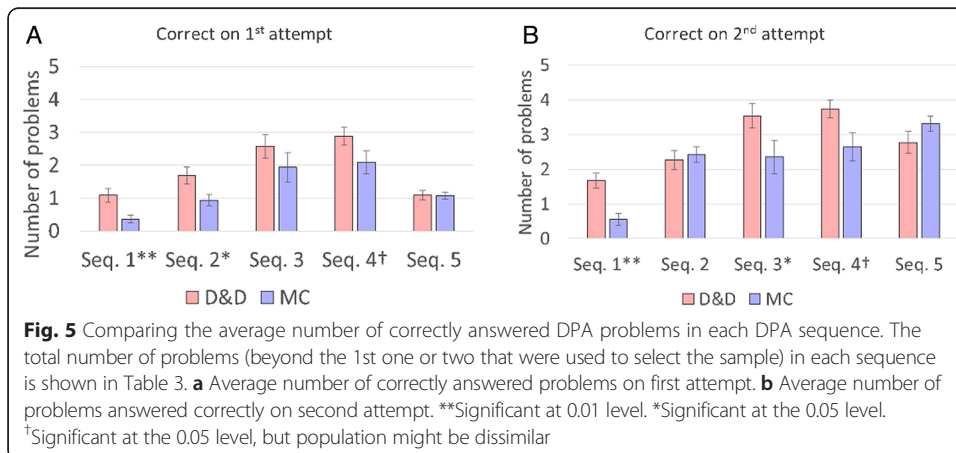 A
Correct on 1st attempt
Number of problems
5
4
3
2
1
0
Seq. 1** Seq. 2* Seq. 3 Seq. 4† Seq. 5
D&D MC
B
Correct on 2nd attempt
Number of problems
5
4
3
2
1
0
Seq. 1** Seq. 2 Seq. 3* Seq. 4† Seq. 5
D&D MC
Fig. 5 Comparing the average number of correctly answered DPA problems in each DPA sequence. The
total number of problems (beyond the 1st one or two that were used to select the sample) in each sequence
is shown in Table 3. a Average number of correctly answered problems on first attempt. b Average number of
problems answered correctly on second attempt. **Significant at 0.01 level. *Significant at the 0.05 level.
†Significant at the 0.05 level, but population might be dissimilar